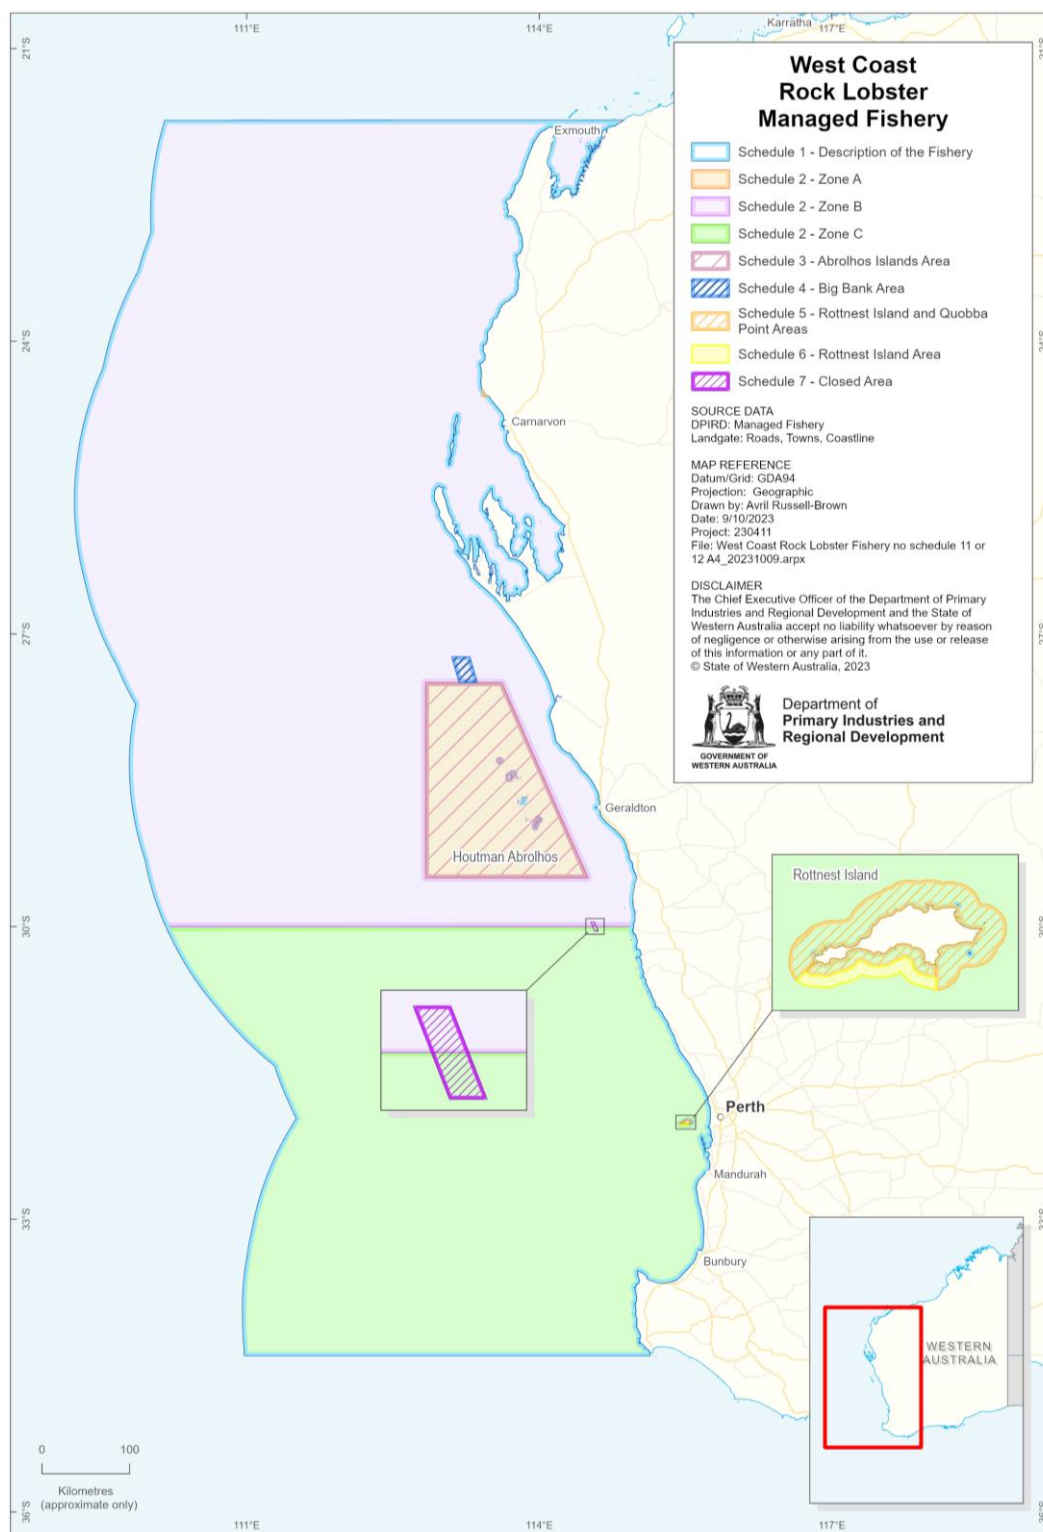 111°E
114°E
Karratha
117°E
21°S
21°S
West Coast
Rock Lobster
Managed Fishery
Exmouth
Schedule 1 - Description of the Fishery
Schedule 2 - Zone A
Schedule 2 - Zone B
Schedule 2 - Zone C
Schedule 3 - Abrolhos Islands Area
Schedule 4 - Big Bank Area
Schedule 5 - Rottnest Island and Quobba
Point Areas
Schedule 6 - Rottnest Island Area
Schedule 7 - Closed Area
24°S
24°S
Carnarvon
SOURCE DATA
DPIRD: Managed Fishery
Landgate: Roads, Towns, Coastline
MAP REFERENCE
Datum/Grid: GDA94
Projection: Geographic
Drawn by: Avril Russell-Brown
Date: 9/10/2023
Project: 230411
File: West Coast Rock Lobster Fishery no schedule 11 or
12 A4_20231009.arpx
DISCLAIMER
The Chief Executive Officer of the Department of Primary
Industries and Regional Development and the State of
Western Australia accept no liability whatsoever by reason
of negligence or otherwise arising from the use or release
of this information or any part of it.
© State of Western Australia, 2023
27°S
27°S
Department of
Primary Industries and
Regional Development
GOVERNMENT OF
WESTERN AUSTRALIA
Geraldton
Houtman Abrolhos
Rottnest Island
30°S
30°S
Perth
Mandurah
33°S
33°S
Bunbury
WESTERN
AUSTRALIA
0
100
Kilometres
(approximate only)
36°S
36°S
111°E
114°E
117°E